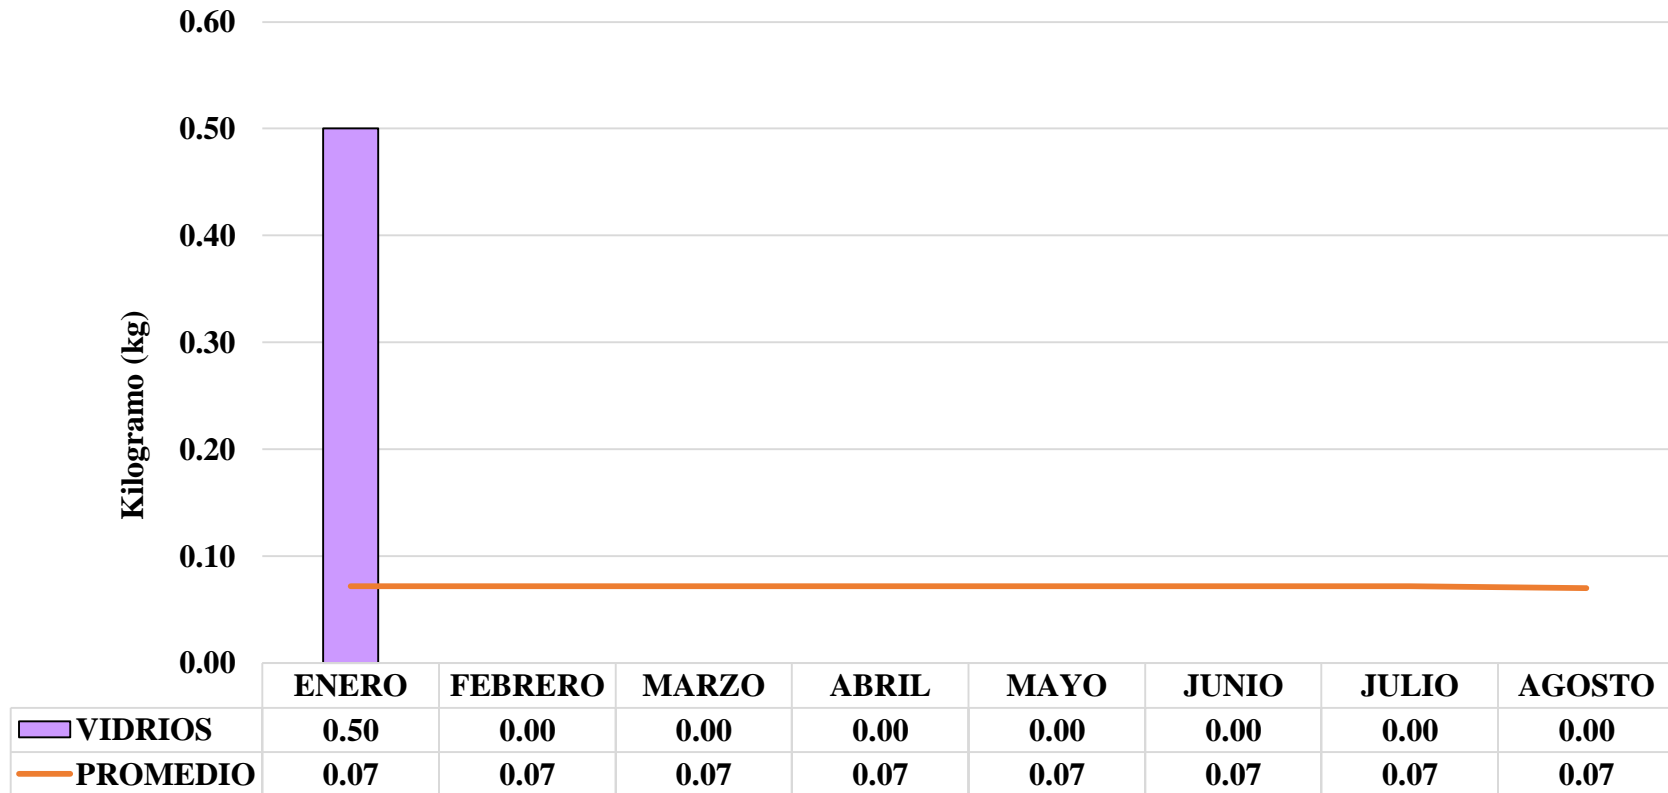 0.60
0.50
0.40
0.30
0.20
0.10
0.00
Kilogramo (kg)
ENERO FEBRERO MARZO ABRIL MAYO JUNIO JULIO AGOSTO
VIDRIOS 0.50 0.00 0.00 0.00 0.00 0.00 0.00 0.00
PROMEDIO 0.07 0.07 0.07 0.07 0.07 0.07 0.07 0.07